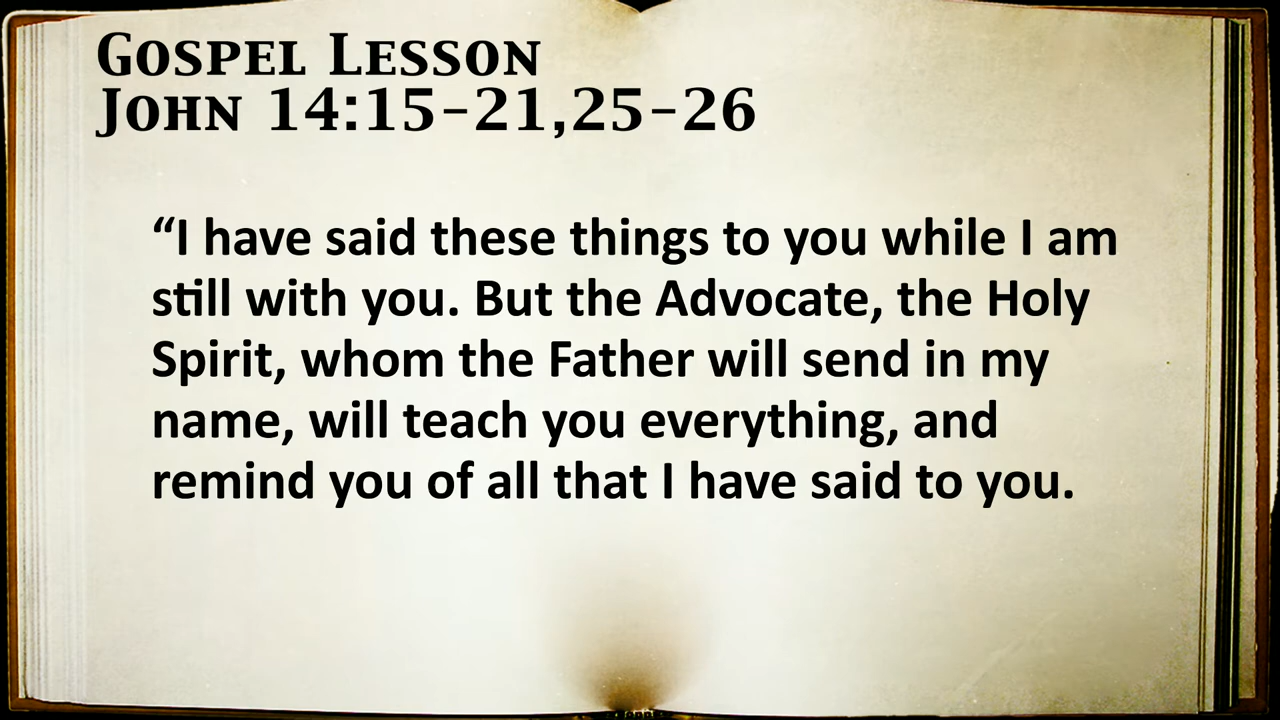 Gospel Lesson
John 14:15-21,25-26
“I have said these things to you while I am
still with you. But the Advocate, the Holy
Spirit, whom the Father will send in my
name, will teach you everything, and
remind you of all that I have said to you.